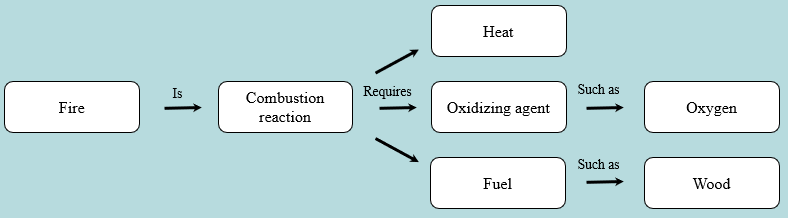 Heat
Fire
Is
Combustion
reaction
Requires
Oxidizing agent
Such as
Oxygen
Fuel
Such as
Wood